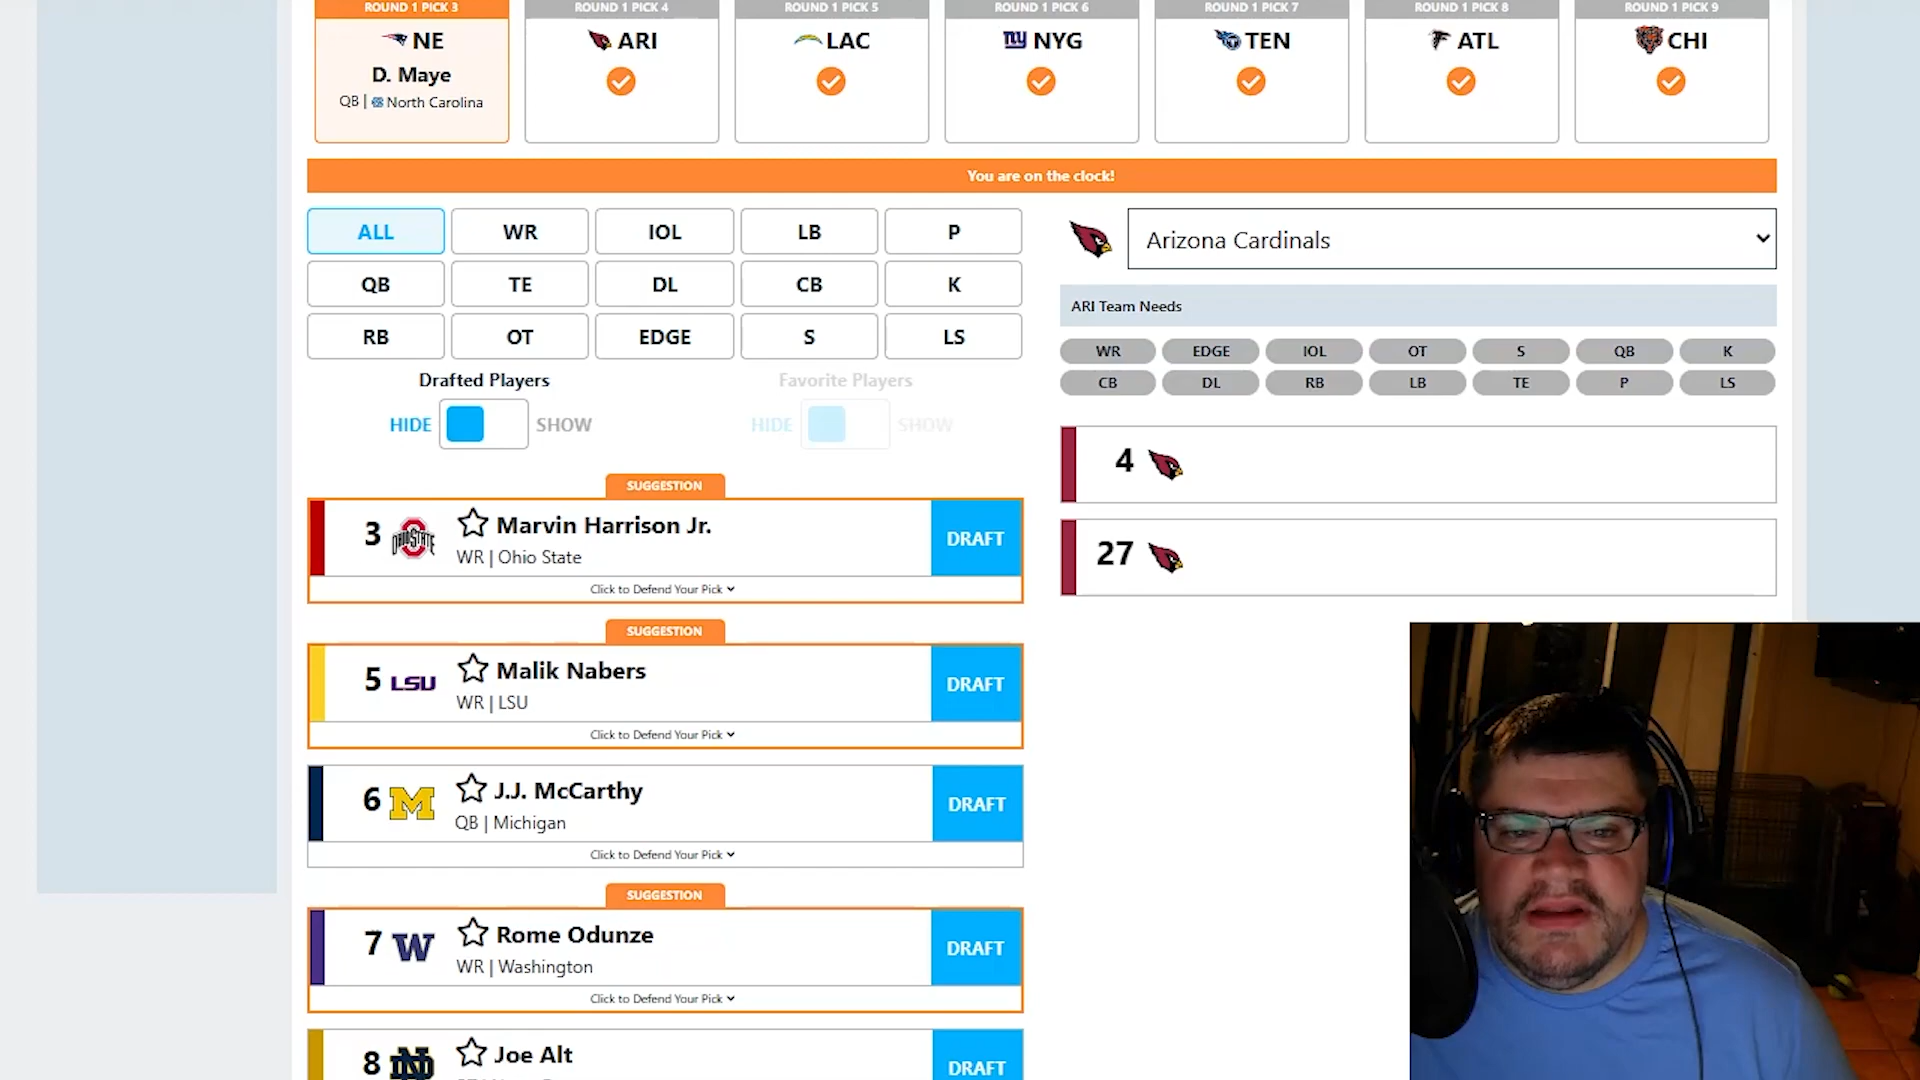 ROUND 1 PICK 3
NE
D. Maye
QB | North Carolina
ROUND 1 PICK 4
ARI
ROUND 1 PICK 5
LAC
ROUND 1 PICK 6
NYG
ROUND 1 PICK 7
TEN
ROUND 1 PICK 8
ATL
ROUND 1 PICK 9
CHI
You are on the clock!
ALL WR IOL LB P
QB TE DL CB K
RB OT EDGE S LS
Drafted Players
HIDE SHOW
Favorite Players
HIDE SHOW
SUGGESTION
3 OHIO STATE Marvin Harrison Jr.
WR | Ohio State
DRAFT
Click to Defend Your Pick
SUGGESTION
5 LSU Malik Nabers
WR | LSU
DRAFT
Click to Defend Your Pick
6 M J.J. McCarthy
QB | Michigan
DRAFT
Click to Defend Your Pick
SUGGESTION
7 W Rome Odunze
WR | Washington
DRAFT
Click to Defend Your Pick
8 ND Joe Alt
DRAFT
Arizona Cardinals
ARI Team Needs
WR EDGE IOL OT S QB K
CB DL RB LB TE P LS
4
27